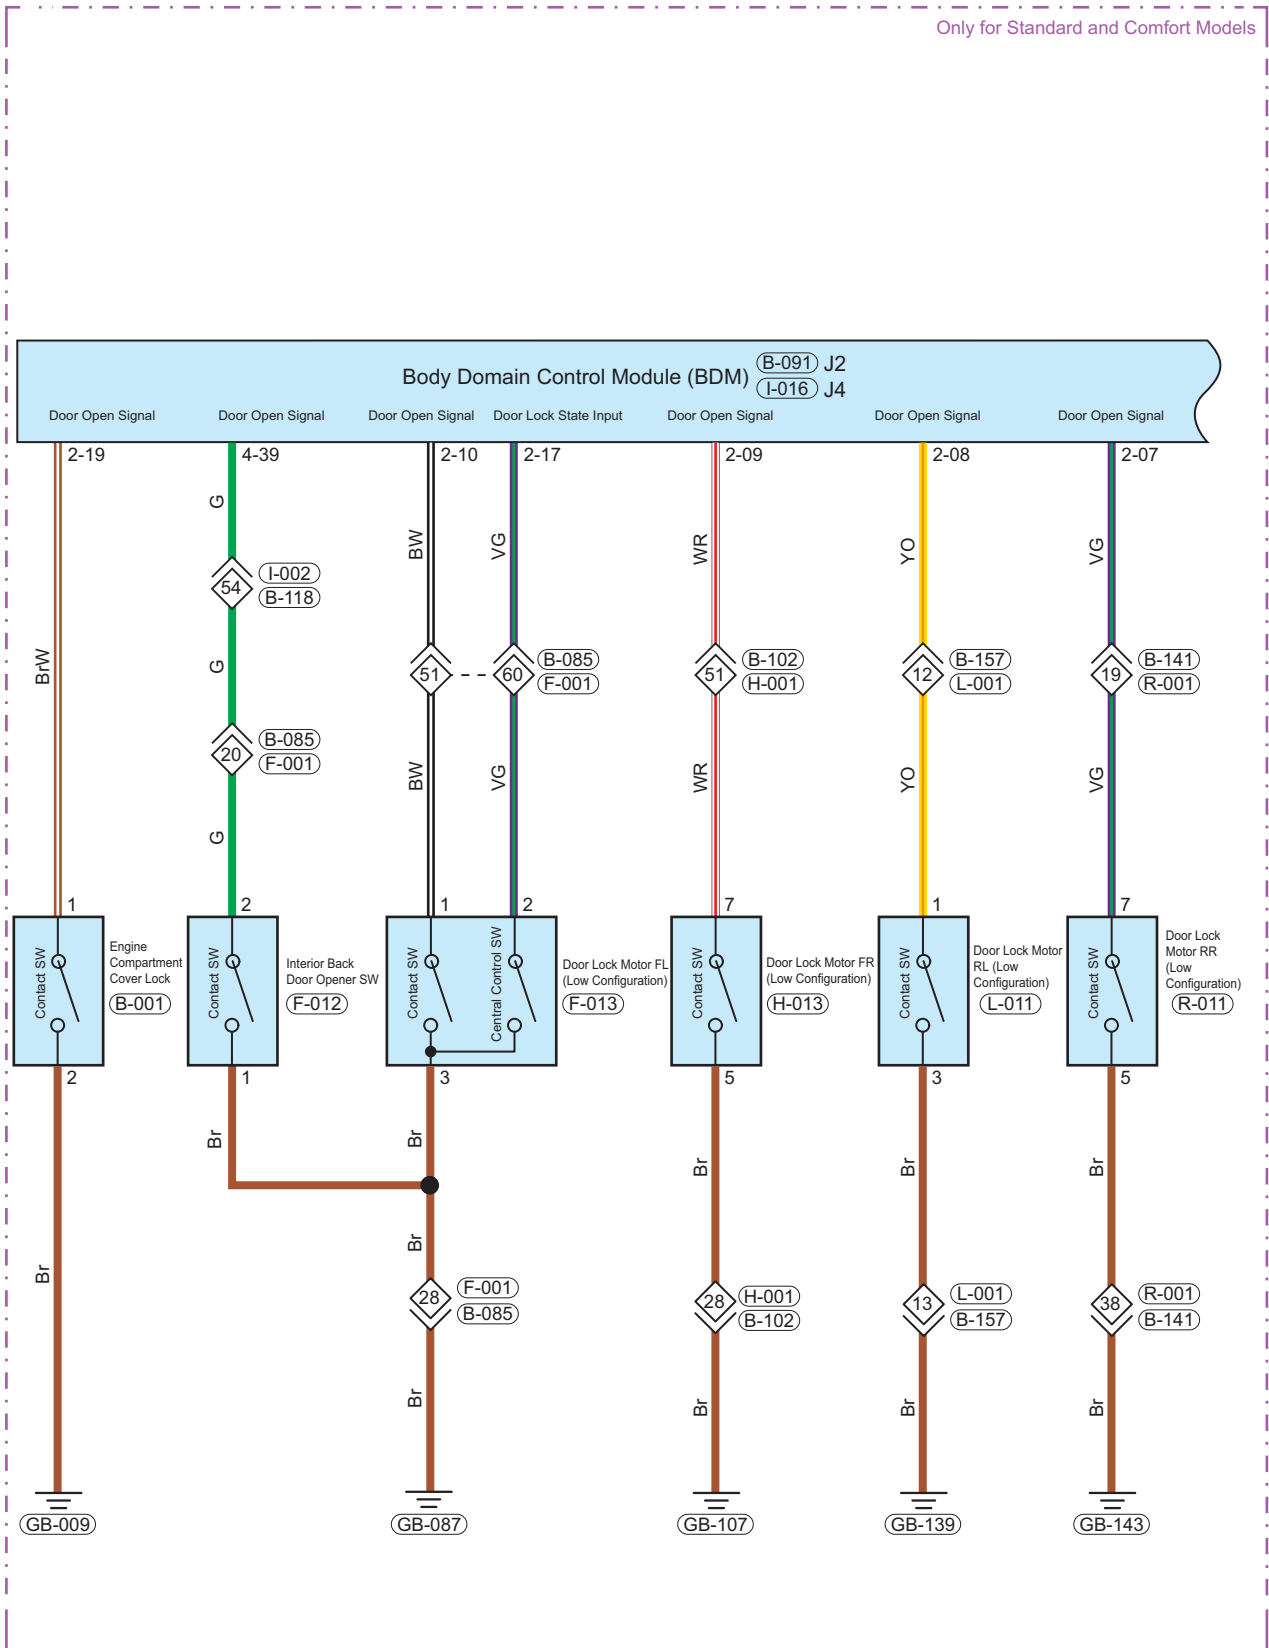 Only for Standard and Comfort Models
Body Domain Control Module (BDM) B-091 J2
I-016 J4
Door Open Signal Door Open Signal Door Open Signal Door Lock State Input Door Open Signal Door Open Signal Door Open Signal
2-19 4-39 2-10 2-17 2-09 2-08 2-07
G
BW VG WR YO VG
54 I-002
B-118
BrW G
51 60 B-085
F-001
51 B-102
H-001
12 B-157
L-001
19 B-141
R-001
20 B-085
F-001
BW VG WR YO VG
G
1 2 1 2 7 1 7
Contact SW
Engine
Compartment
Cover Lock
B-001
Contact SW
Interior Back
Door Opener SW
F-012
Contact SW
Central Control SW
Door Lock Motor FL
(Low Configuration)
F-013
Contact SW
Door Lock Motor FR
(Low Configuration)
H-013
Contact SW
Door Lock Motor
RL (Low
Configuration)
L-011
Contact SW
Door Lock
Motor RR
(Low
Configuration)
R-011
2 1 3 5 3 5
Br Br Br Br Br
Br Br
28 F-001
B-085
28 H-001
B-102
13 L-001
B-157
38 R-001
B-141
Br Br Br Br
GB-009 GB-087 GB-107 GB-139 GB-143